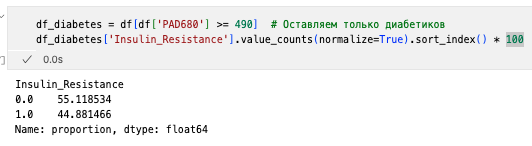 df_diabetes = df[df['PAD680'] >= 490]  # Оставляем только диабетиков
df_diabetes['Insulin_Resistance'].value_counts(normalize=True).sort_index() * 100
0.0s
Insulin_Resistance
0.0    55.118534
1.0    44.881466
Name: proportion, dtype: float64